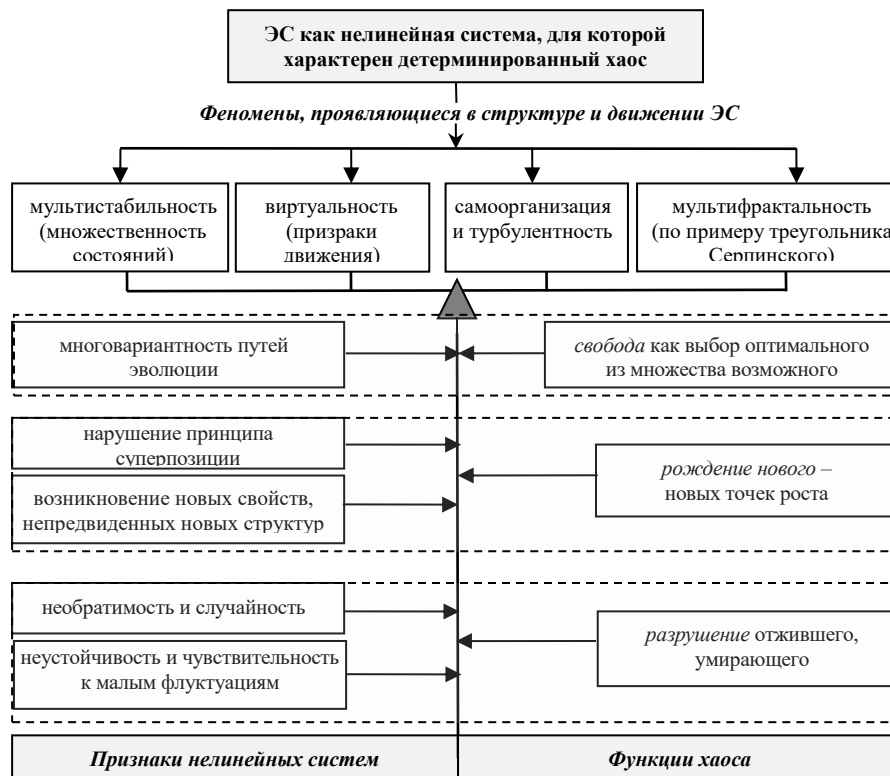 ЭС как нелинейная система, для которой
характерен детерминированный хаос
Феномены, проявляющиеся в структуре и движении ЭС
мультистабильность
(множественность
состояний)
виртуальность
(призраки
движения)
самоорганизация
и турбулентность
мультифрактальность
(по примеру треугольника
Серпинского)
многовариантность путей
эволюции
свобода как выбор оптимального
из множества возможного
нарушение принципа
суперпозиции
возникновение новых свойств,
непредвиденных новых структур
рождение нового –
новых точек роста
необратимость и случайность
неустойчивость и чувствительность
к малым флуктуациям
разрушение отжившего,
умирающего
Признаки нелинейных систем
Функции хаоса